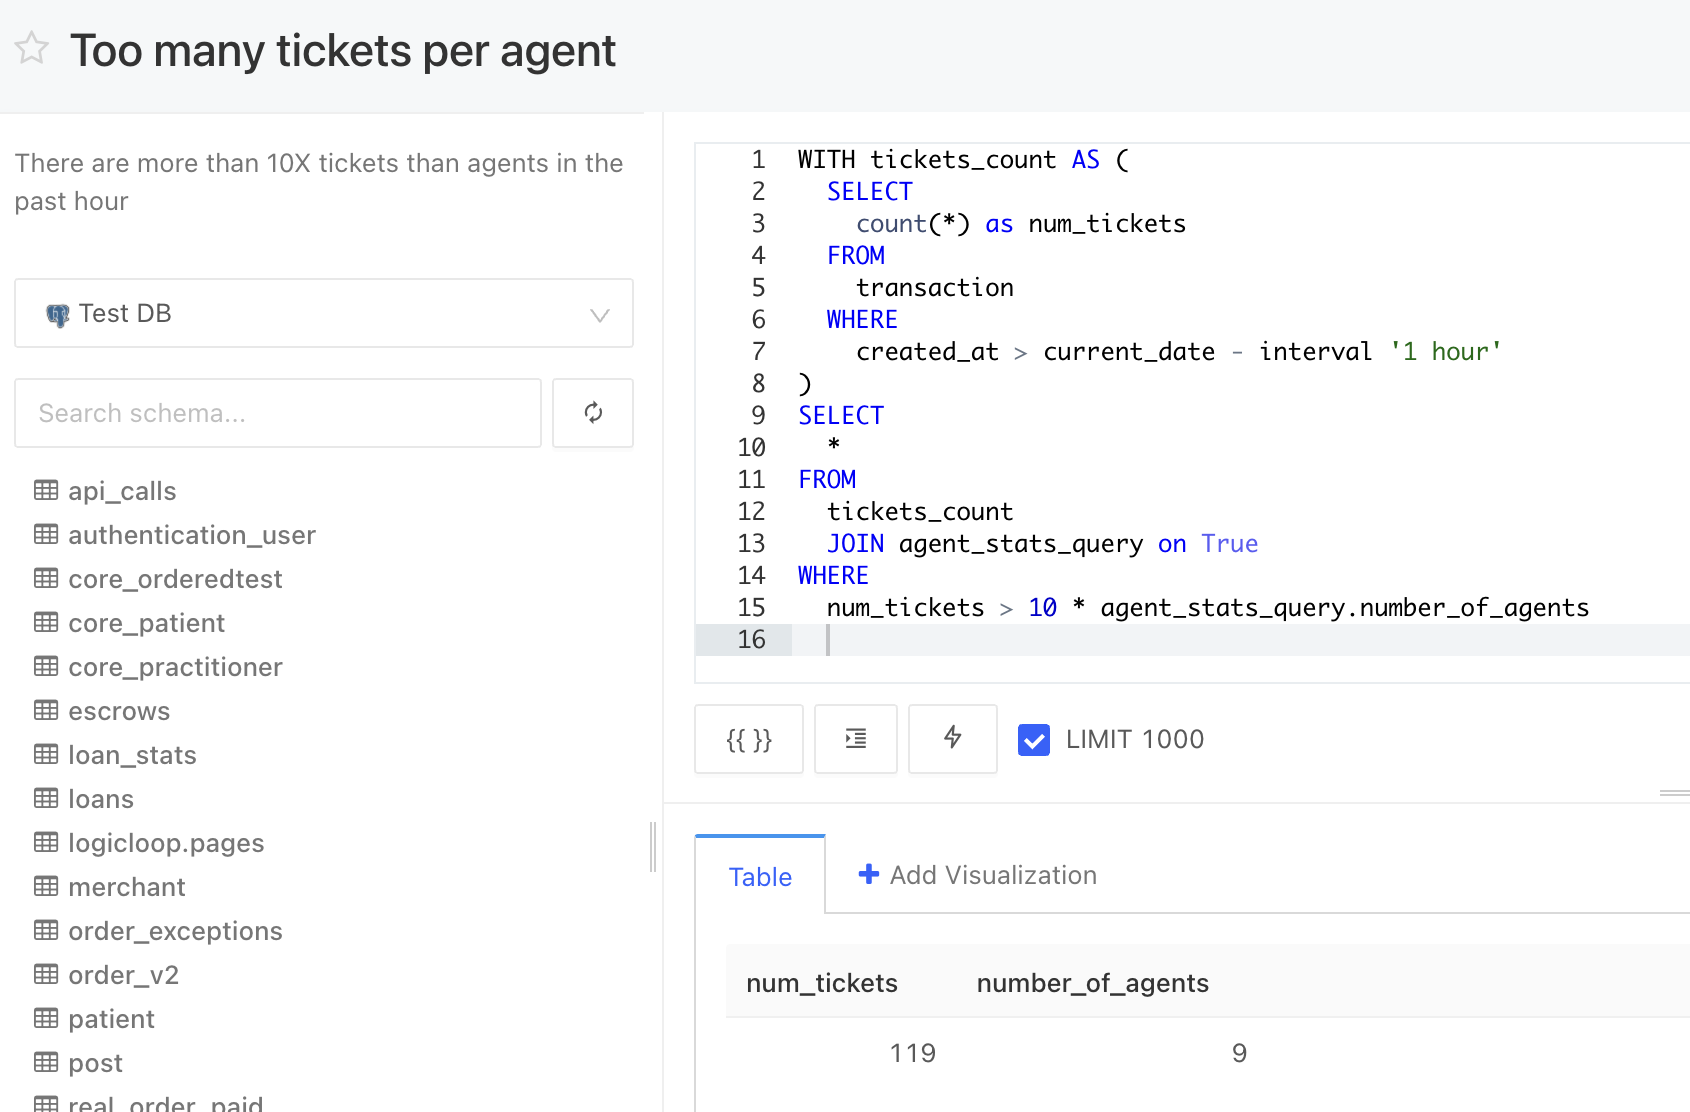 Too many tickets per agent
There are more than 10X tickets than agents in the
past hour
Test DB
Search schema...
api_calls
authentication_user
core_orderedtest
core_patient
core_practitioner
escrows
loan_stats
loans
logicloop.pages
merchant
order_exceptions
order_v2
patient
post
real_order_paid
1 WITH tickets_count AS (
2 SELECT
3 count(*) as num_tickets
4 FROM
5 transaction
6 WHERE
7 created_at > current_date - interval '1 hour'
8 )
9 SELECT
10 *
11 FROM
12 tickets_count
13 JOIN agent_stats_query on True
14 WHERE
15 num_tickets > 10 * agent_stats_query.number_of_agents
16
{{ }}
LIMIT 1000
Table
Add Visualization
num_tickets number_of_agents
119 9